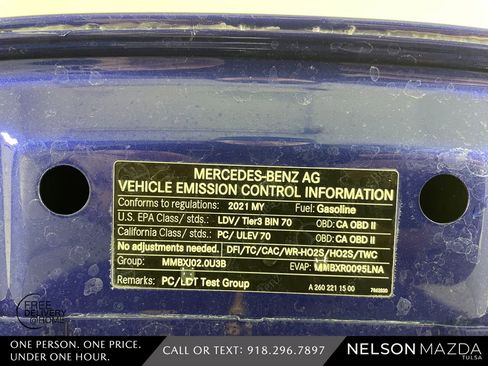 MERCEDES-BENZ AG
VEHICLE EMISSION CONTROL INFORMATION
Conforms to regulations: 2021 MY Fuel: Gasoline
U.S. EPA Class/ stds.: LDV/ Tier3 BIN 70 OBD: CA OBD II
California Class/ stds.: PC/ ULEV 70 OBD: CA OBD II
No adjustments needed. DFI/TC/CAC/WR-HO2S/HO2S/TWC
Group: MMBXJ02.0U3B EVAP: MMBXR0095LNA
Remarks: PC/LDT Test Group A 260 221 15 00
FREE
DELIVERY
@HOME
ONE PERSON. ONE PRICE.
UNDER ONE HOUR.
CALL OR TEXT: 918.296.7897
NELSON MAZDA
TULSA